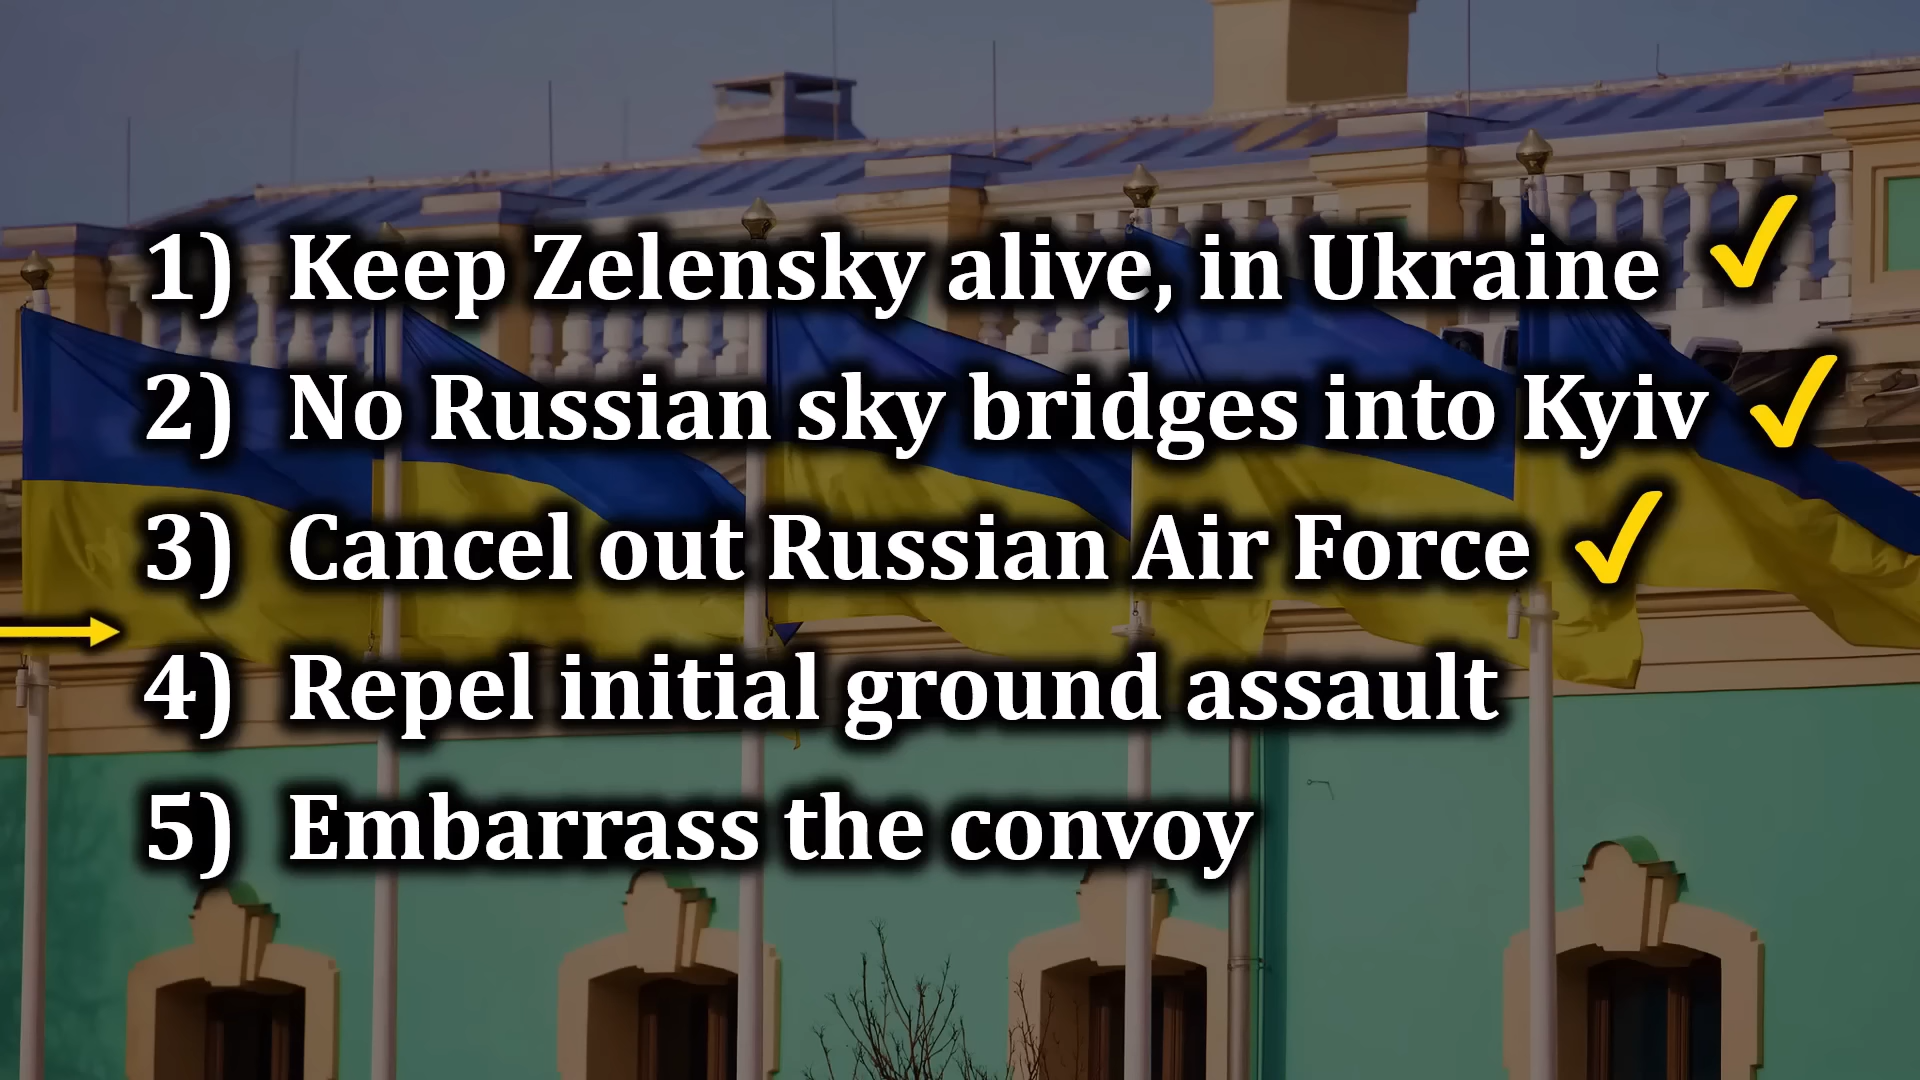 1) Keep Zelensky alive, in Ukraine ✓
2) No Russian sky bridges into Kyiv ✓
3) Cancel out Russian Air Force ✓
4) Repel initial ground assault
5) Embarrass the convoy